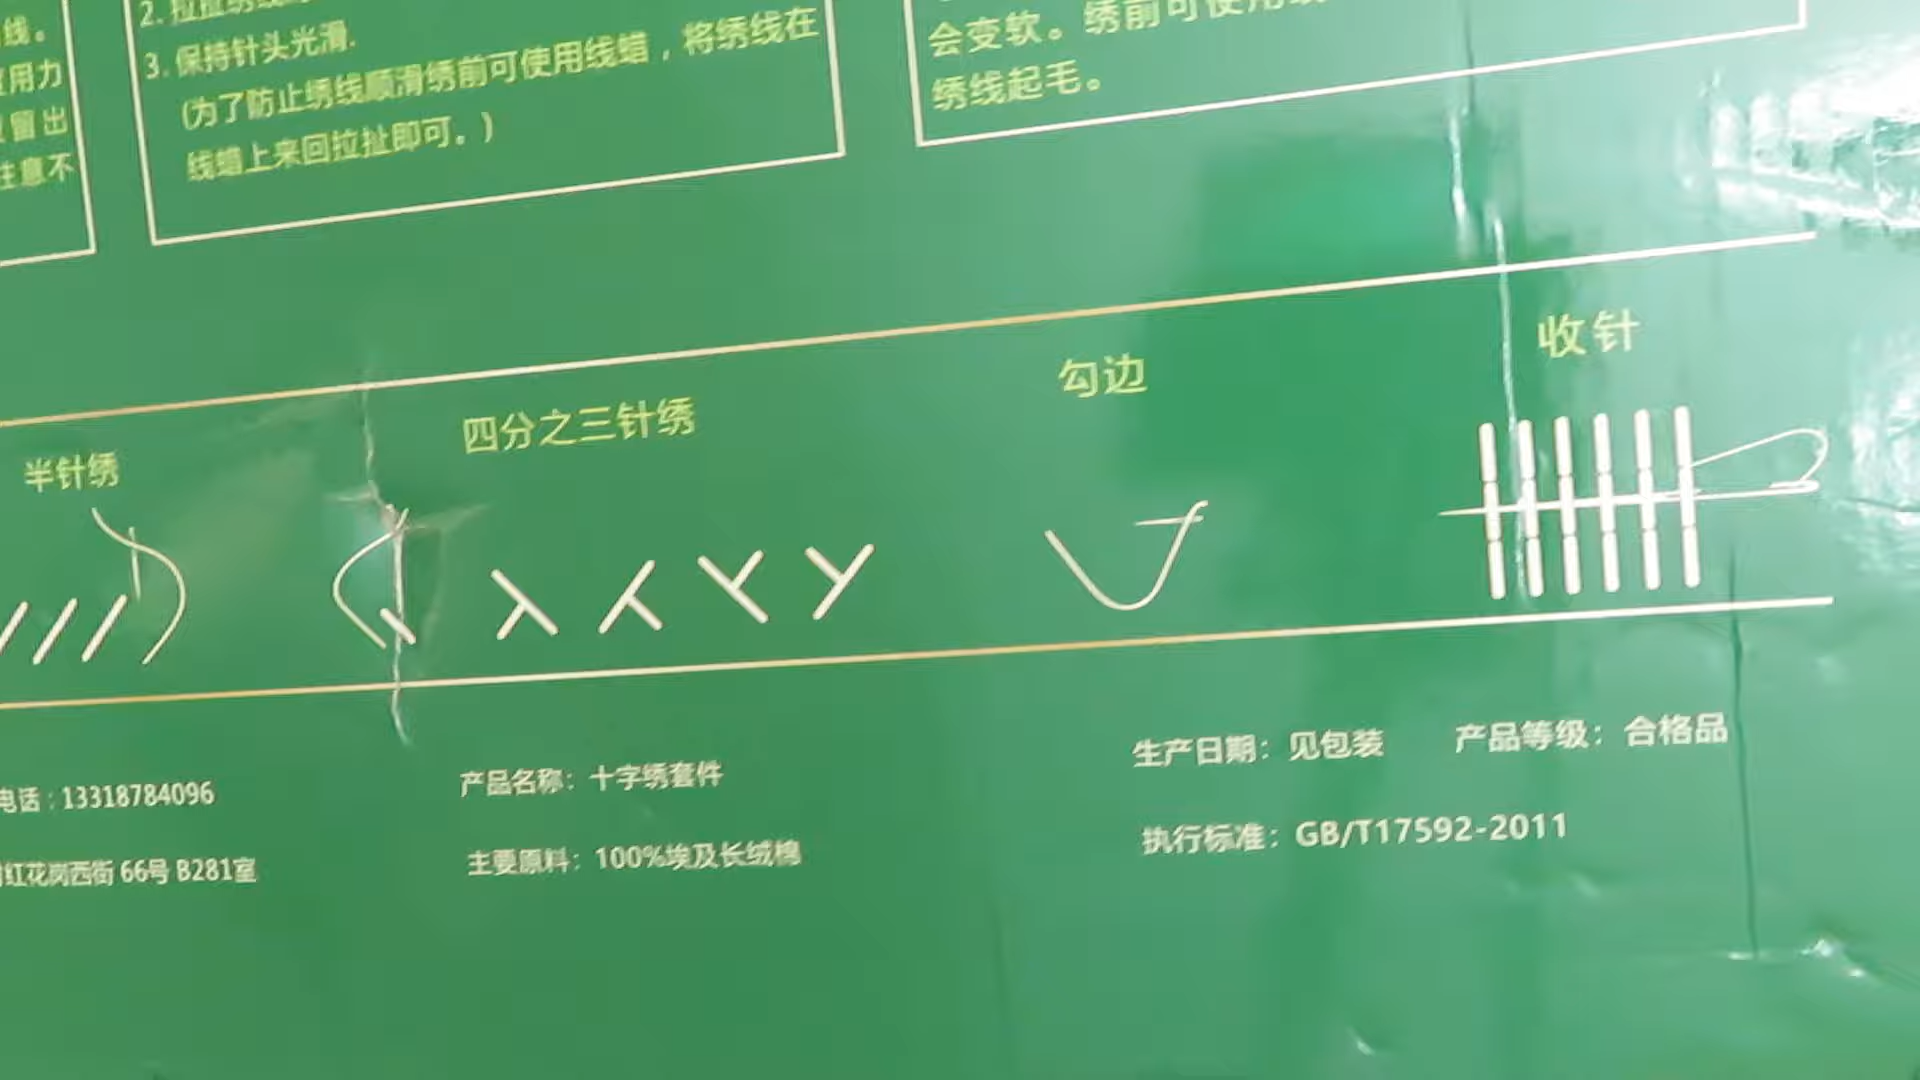 线。
用力
留出
注意不
2. 拉拉绣线
3. 保持针头光滑.
(为了防止绣线顺滑绣前可使用线蜡，将绣线在
线蜡上来回拉扯即可。)
会变软。绣前可使用
绣线起毛。
半针绣
四分之三针绣
勾边
收针
电话：13318784096
红花岗西街 66号 B281室
产品名称：十字绣套件
主要原料：100%埃及长绒棉
生产日期：见包装 产品等级：合格品
执行标准：GB/T17592-2011